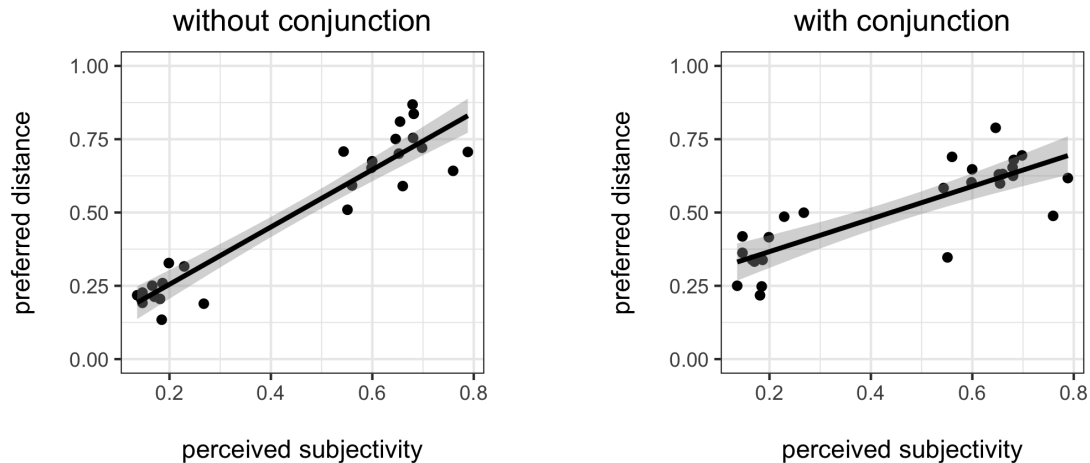 without conjunction
1.00
0.75
0.50
0.25
0.00
preferred distance
0.2 0.4 0.6 0.8
perceived subjectivity
with conjunction
1.00
0.75
0.50
0.25
0.00
preferred distance
0.2 0.4 0.6 0.8
perceived subjectivity